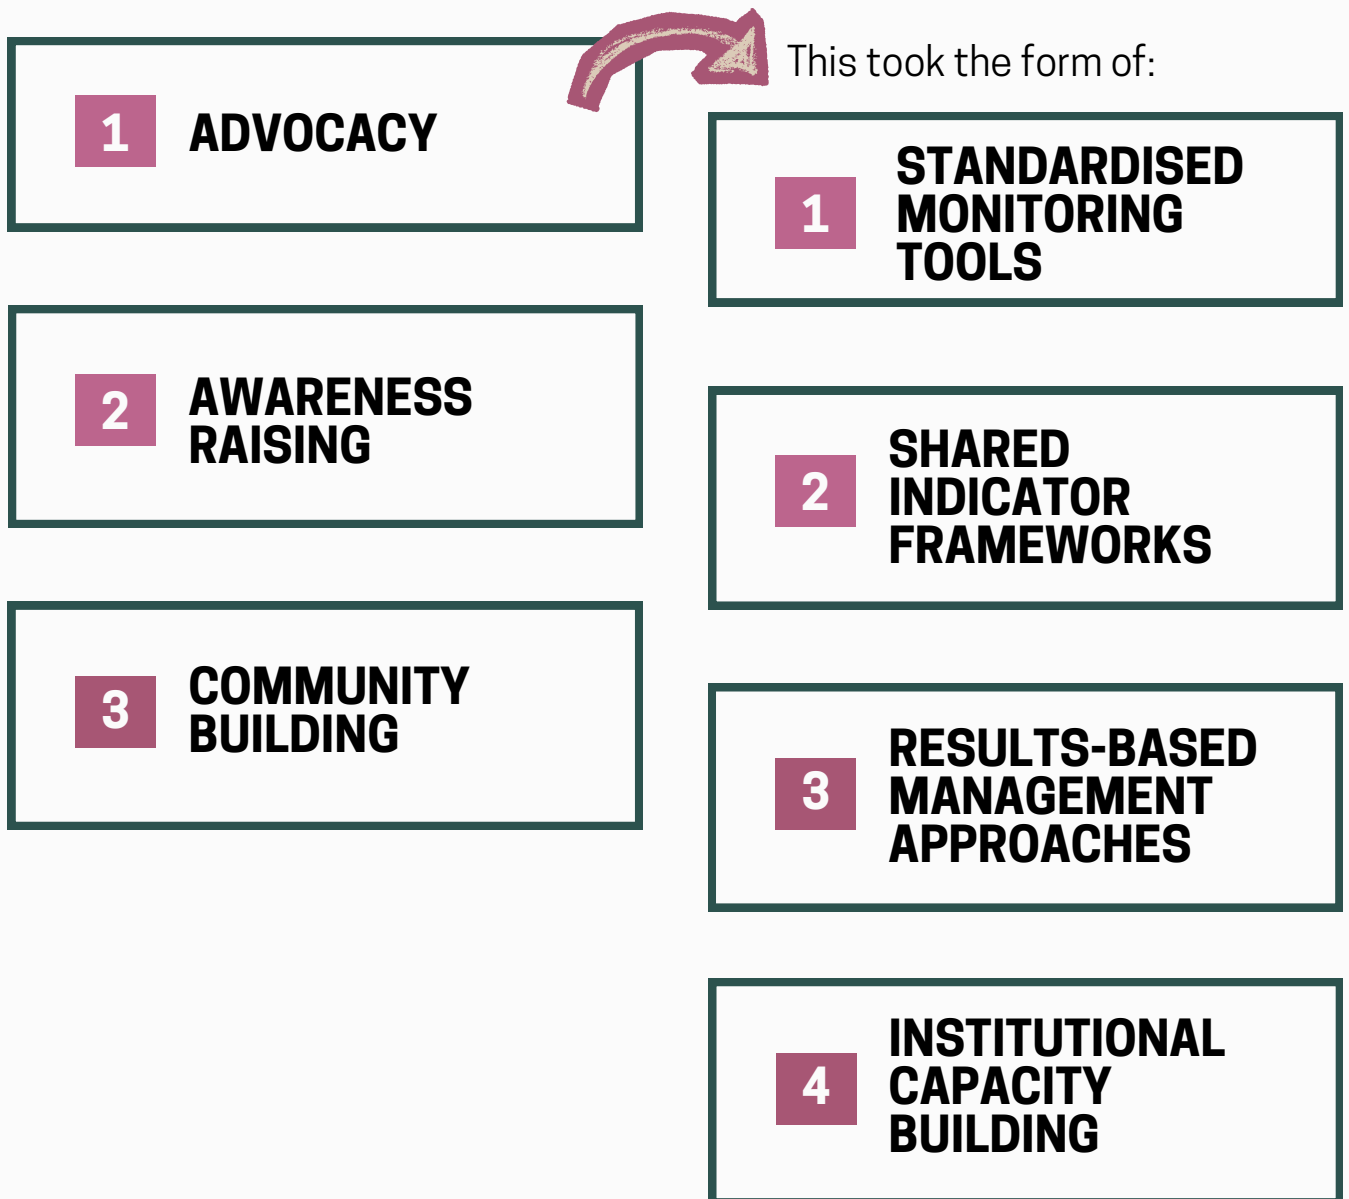 1
ADVOCACY
2
AWARENESS
RAISING
3
COMMUNITY
BUILDING
This took the form of:
1
STANDARDISED
MONITORING
TOOLS
2
SHARED
INDICATOR
FRAMEWORKS
3
RESULTS-BASED
MANAGEMENT
APPROACHES
4
INSTITUTIONAL
CAPACITY
BUILDING